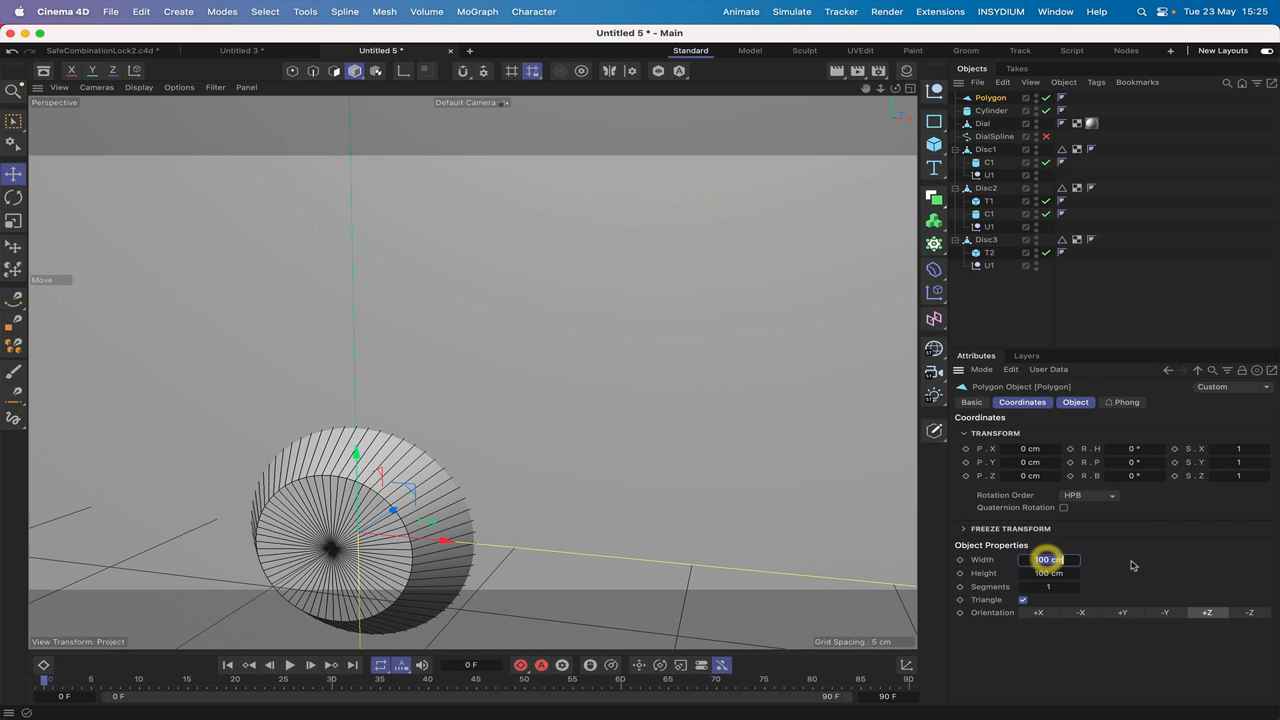 Cinema 4D File Edit Create Modes Select Tools Spline Mesh Volume MoGraph Character Animate Simulate Tracker Render Extensions INSYDIUM Window Help Tue 23 May 15:25
Untitled 5 * - Main
SafeCombinationLock2.c4d * Untitled 3 * Untitled 5 * Standard Model Sculpt UVEdit Paint Groom Track Script Nodes New Layouts
X Y Z
View Cameras Display Options Filter Panel
Perspective Default Camera
Move
View Transform: Project Grid Spacing : 5 cm
0 F
0 5 10 15 20 25 30 35 40 45 50 55 60 65 70 75 80 85 90
0 F 0 F 90 F 90 F
Objects Takes
File Edit View Object Tags Bookmarks
Polygon
Cylinder
Dial
DialSpline
Disc1
C1
U1
Disc2
T1
C1
U1
Disc3
T2
U1
Attributes Layers
Mode Edit User Data
Polygon Object [Polygon] Custom
Basic Coordinates Object Phong
Coordinates
TRANSFORM
P . X 0 cm R . H 0 ° S . X 1
P . Y 0 cm R . P 0 ° S . Y 1
P . Z 0 cm R . B 0 ° S . Z 1
Rotation Order HPB
Quaternion Rotation
FREEZE TRANSFORM
Object Properties
Width 100 cm
Height 100 cm
Segments 1
Triangle
Orientation +X -X +Y -Y +Z -Z